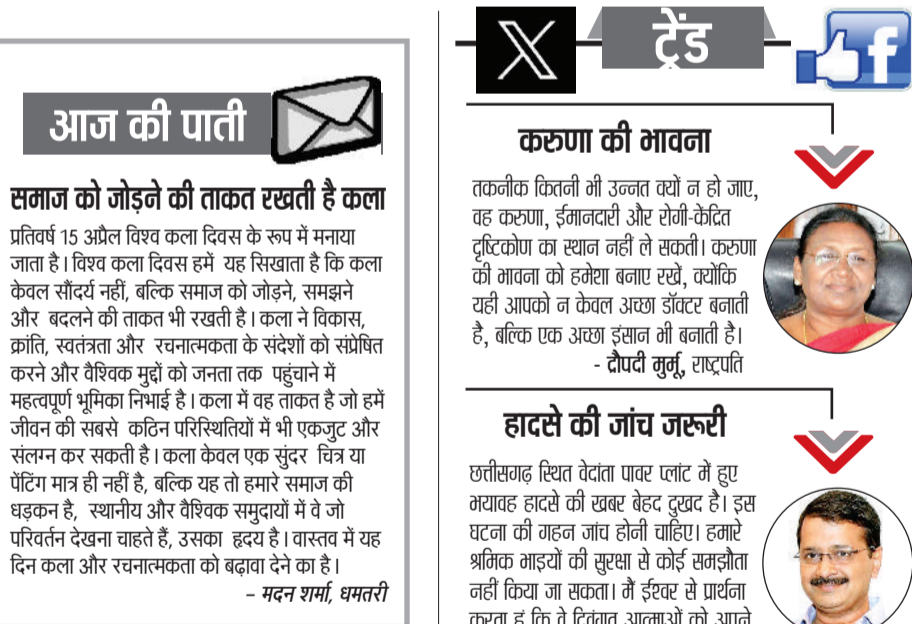 आज की पाती
समाज को जोड़ने की ताकत रखती है कला
प्रतिवर्ष 15 अप्रैल विश्व कला दिवस के रूप में मनाया
जाता है। विश्व कला दिवस हमें यह सिखाता है कि कला
केवल सौंदर्य नहीं, बल्कि समाज को जोड़ने, समझने
और बदलने की ताकत भी रखती है। कला ने विकास,
क्रांति, स्वतंत्रता और रचनात्मकता के संदेशों को संप्रेषित
करने और वैश्विक मुद्दों को जनता तक पहुंचाने में
महत्वपूर्ण भूमिका निभाई है। कला में वह ताकत है जो हमें
जीवन की सबसे कठिन परिस्थितियों में भी एकजुट और
संलग्न कर सकती है। कला केवल एक सुंदर चित्र या
पेंटिंग मात्र ही नहीं है, बल्कि यह तो हमारे समाज की
धड़कन है, स्थानीय और वैश्विक समुदायों में वे जो
परिवर्तन देखना चाहते हैं, उसका हृदय है। वास्तव में यह
दिन कला और रचनात्मकता को बढ़ावा देने का है।
– मदन शर्मा, धमतरी
X ट्रेंड f
करुणा की भावना
तकनीक कितनी भी उन्नत क्यों न हो जाए,
वह करुणा, ईमानदारी और रोगी-केंद्रित
दृष्टिकोण का स्थान नहीं ले सकती। करुणा
की भावना को हमेशा बनाए रखें, क्योंकि
यही आपको न केवल अच्छा डॉक्टर बनाती
है, बल्कि एक अच्छा इंसान भी बनाती है।
- द्रौपदी मुर्मू, राष्ट्रपति
हादसे की जांच जरूरी
छत्तीसगढ़ स्थित वेदांता पावर प्लांट में हुए
भयावह हादसे की खबर बेहद दुखद है। इस
घटना की गहन जांच होनी चाहिए। हमारे
श्रमिक भाइयों की सुरक्षा से कोई समझौता
नहीं किया जा सकता। मैं ईश्वर से प्रार्थना
करता हूं कि वे दिवंगत आत्माओं को अपने